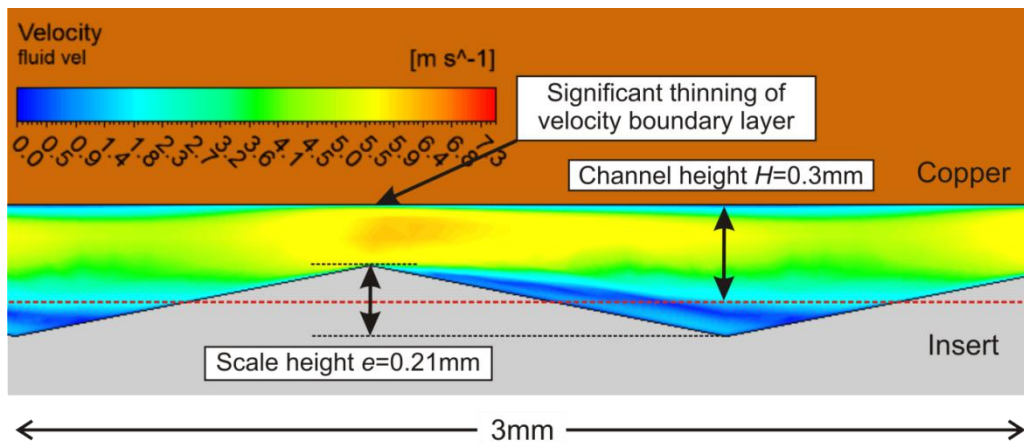 Velocity
fluid vel
[m s^-1]
0.0 0.5 0.9 1.4 1.8 2.3 2.7 3.2 3.6 4.1 4.5 5.0 5.5 5.9 6.4 6.8 7.3
Significant thinning of
velocity boundary layer
Channel height H=0.3mm
Copper
Scale height e=0.21mm
Insert
3mm